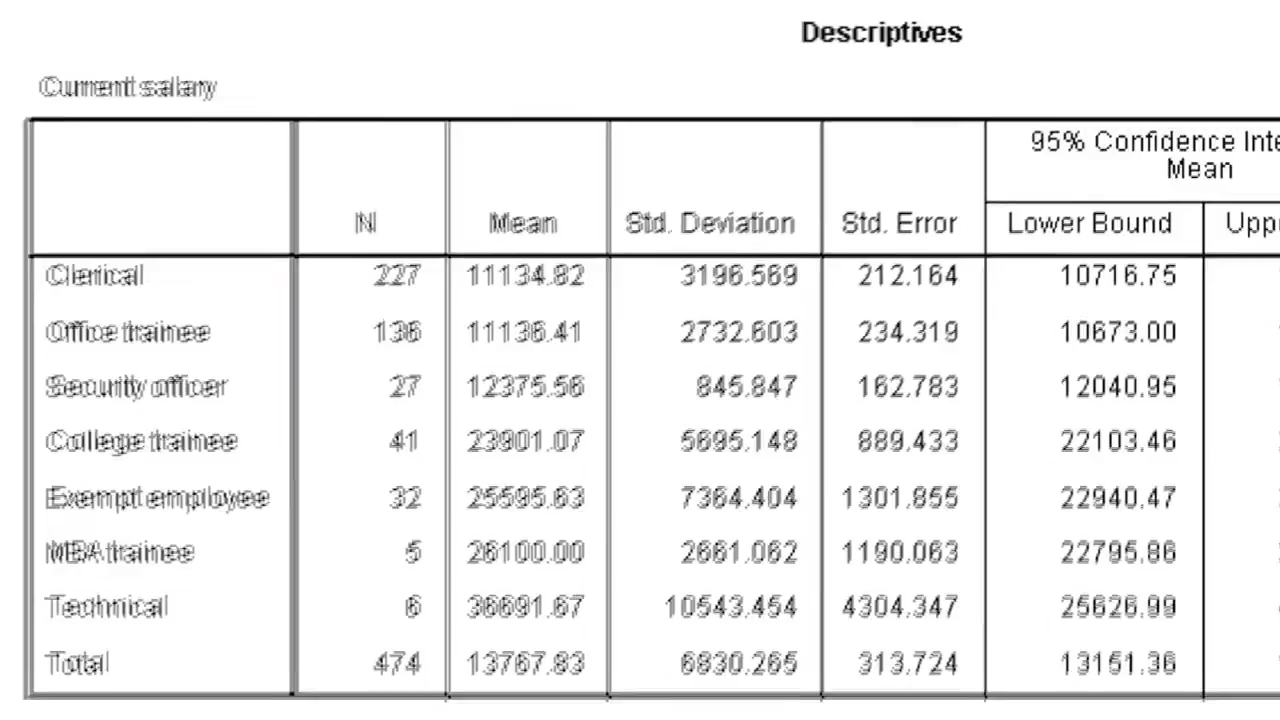 Descriptives
Current salary
95% Confidence Inte
Mean
N Mean Std. Deviation Std. Error Lower Bound Uppe
Clerical 227 11134.82 3196.569 212.164 10716.75
Office trainee 136 11136.41 2732.603 234.319 10673.00
Security officer 27 12375.56 845.847 162.783 12040.95
College trainee 41 23901.07 5695.148 889.433 22103.46
Exempt employee 32 25595.63 7364.404 1301.855 22940.47
MBA trainee 5 26100.00 2661.062 1190.063 22795.86
Technical 6 36691.67 10543.454 4304.347 25626.99
Total 474 13767.83 6830.265 313.724 13151.36